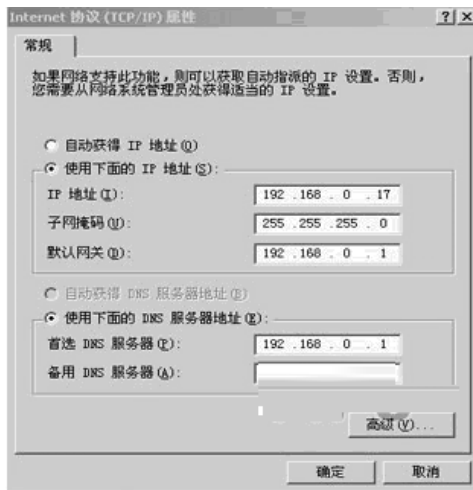 Internet 协议 (TCP/IP) 属性
常规
如果网络支持此功能，则可以获取自动指派的 IP 设置。否则，
您需要从网络系统管理员处获得适当的 IP 设置。
自动获得 IP 地址(O)
使用下面的 IP 地址(S):
IP 地址(I): 192 .168 . 0 . 17
子网掩码(U): 255 .255 .255 . 0
默认网关(D): 192 .168 . 0 . 1
自动获得 DNS 服务器地址(B)
使用下面的 DNS 服务器地址(E):
首选 DNS 服务器(P): 192 .168 . 0 . 1
备用 DNS 服务器(A):
高级(V)...
确定 取消